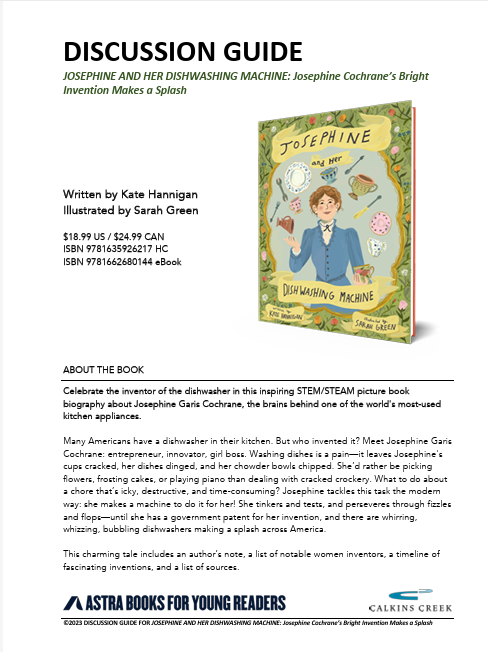 DISCUSSION GUIDE
JOSEPHINE AND HER DISHWASHING MACHINE: Josephine Cochrane's Bright
Invention Makes a Splash
JOSEPHINE
and Her
DISHWASHING MACHINE
written by
KATE HANNIGAN
illustrated by
SARAH GREEN
Written by Kate Hannigan
Illustrated by Sarah Green
$18.99 US / $24.99 CAN
ISBN 9781635926217 HC
ISBN 9781662680144 eBook
ABOUT THE BOOK
Celebrate the inventor of the dishwasher in this inspiring STEM/STEAM picture book
biography about Josephine Garis Cochrane, the brains behind one of the world's most-used
kitchen appliances.
Many Americans have a dishwasher in their kitchen. But who invented it? Meet Josephine Garis
Cochrane: entrepreneur, innovator, girl boss. Washing dishes is a pain—it leaves Josephine's
cups cracked, her dishes dinged, and her chowder bowls chipped. She'd rather be picking
flowers, frosting cakes, or playing piano than dealing with cracked crockery. What to do about
a chore that's icky, destructive, and time-consuming? Josephine tackles this task the modern
way: she makes a machine to do it for her! She tinkers and tests, and perseveres through fizzles
and flops—until she has a government patent for her invention, and there are whirring,
whizzing, bubbling dishwashers making a splash across America.
This charming tale includes an author's note, a list of notable women inventors, a timeline of
fascinating inventions, and a list of sources.
ASTRA BOOKS FOR YOUNG READERS
CALKINS CREEK
©2023 DISCUSSION GUIDE FOR JOSEPHINE AND HER DISHWASHING MACHINE: Josephine Cochrane's Bright Invention Makes a Splash